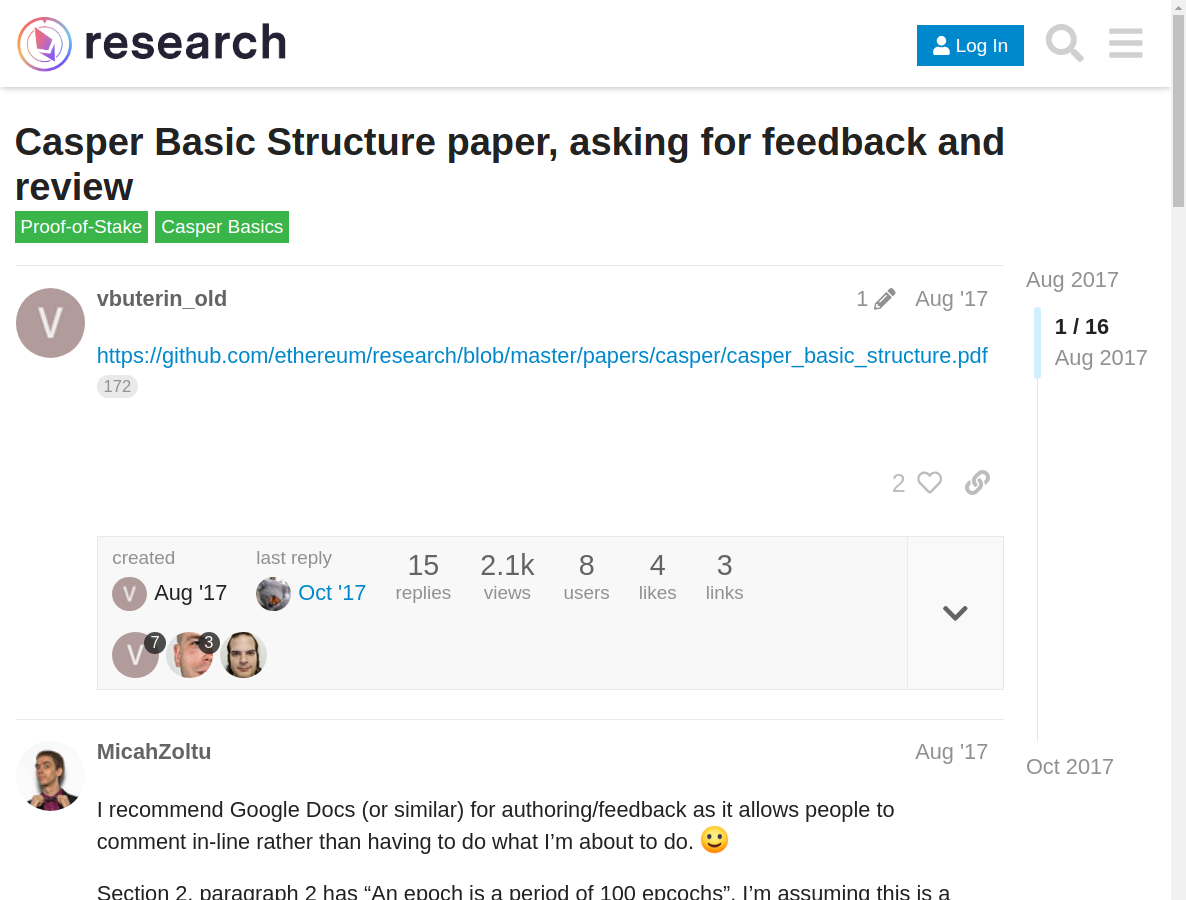 research
Log In
Casper Basic Structure paper, asking for feedback and
review
Proof-of-Stake Casper Basics
Aug 2017
vbuterin_old 1 Aug '17
1 / 16
Aug 2017
https://github.com/ethereum/research/blob/master/papers/casper/casper_basic_structure.pdf
172
2
created last reply 15 2.1k 8 4 3
V Aug '17 Oct '17 replies views users likes links
V 7 3
MicahZoltu Aug '17
Oct 2017
I recommend Google Docs (or similar) for authoring/feedback as it allows people to
comment in-line rather than having to do what I’m about to do.
Section 2, paragraph 2 has “An epoch is a period of 100 epcochs”. I’m assuming this is a